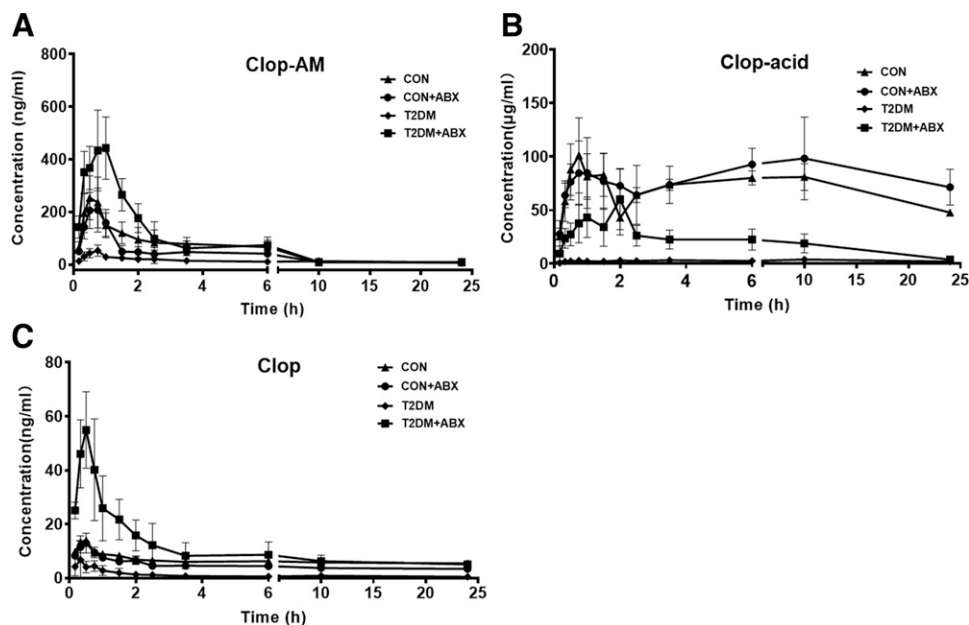 A
Clop-AM
Concentration (ng/ml)
800
600
400
200
0
0 2 4 6 10 15 20 25
Time (h)
CON
CON+ABX
T2DM
T2DM+ABX
B
Clop-acid
Concentration(µg/ml)
200
150
100
50
0
0 2 4 6 10 15 20 25
Time (h)
CON
CON+ABX
T2DM
T2DM+ABX
C
Clop
Concentration(ng/ml)
80
60
40
20
0
0 2 4 6 10 15 20 25
Time (h)
CON
CON+ABX
T2DM
T2DM+ABX